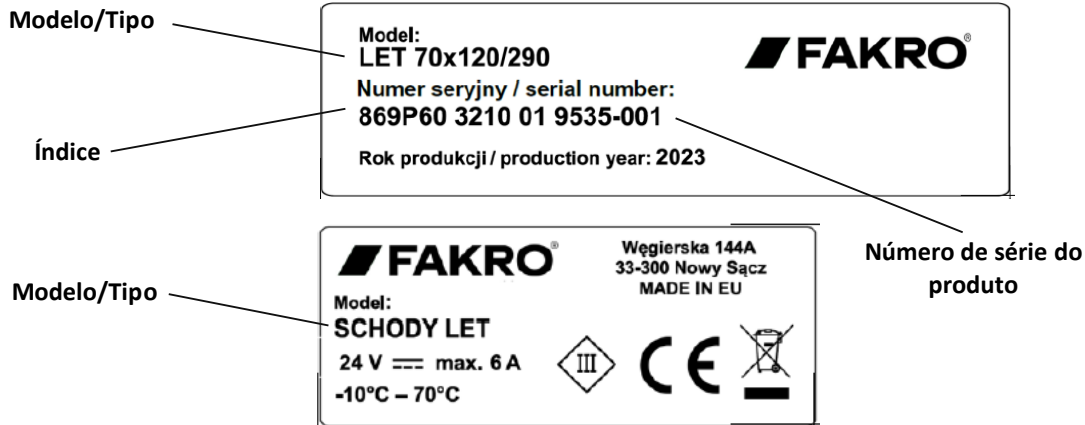 Modelo/Tipo
Model:
LET 70x120/290
FAKRO®
Numer seryjny / serial number:
869P60 3210 01 9535-001
Índice
Rok produkcji / production year: 2023
Número de série do
produto
FAKRO®
Węgierska 144A
33-300 Nowy Sącz
MADE IN EU
Modelo/Tipo
Model:
SCHODY LET
24 V max. 6 A
-10°C – 70°C
III
CE